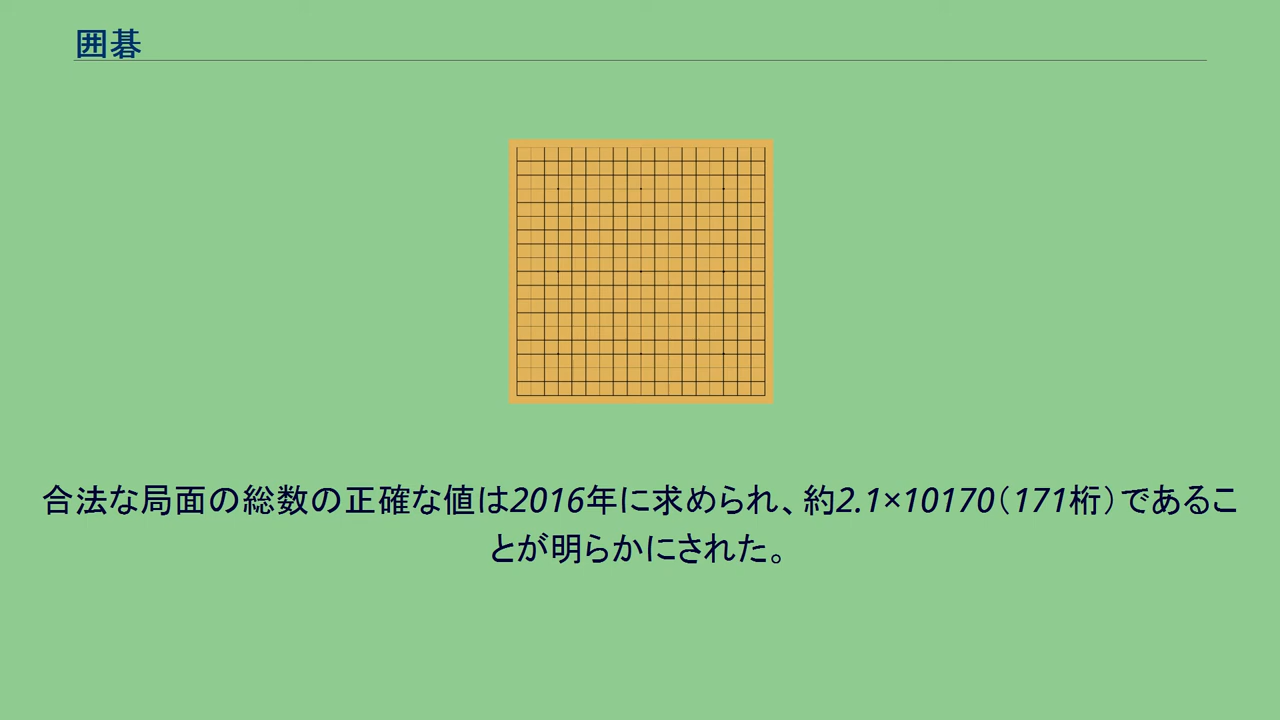 囲碁
合法な局面の総数の正確な値は2016年に求められ、約2.1×10170（171桁）であるこ
とが明らかにされた。